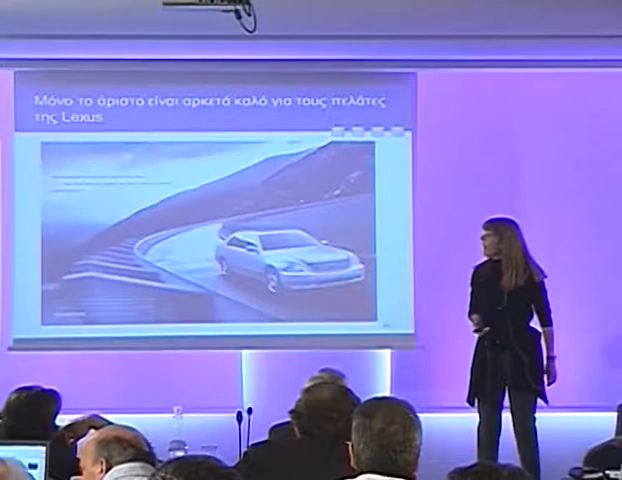 Μόνο το άριστο είναι αρκετά καλό για τους πελάτες
της Lexus